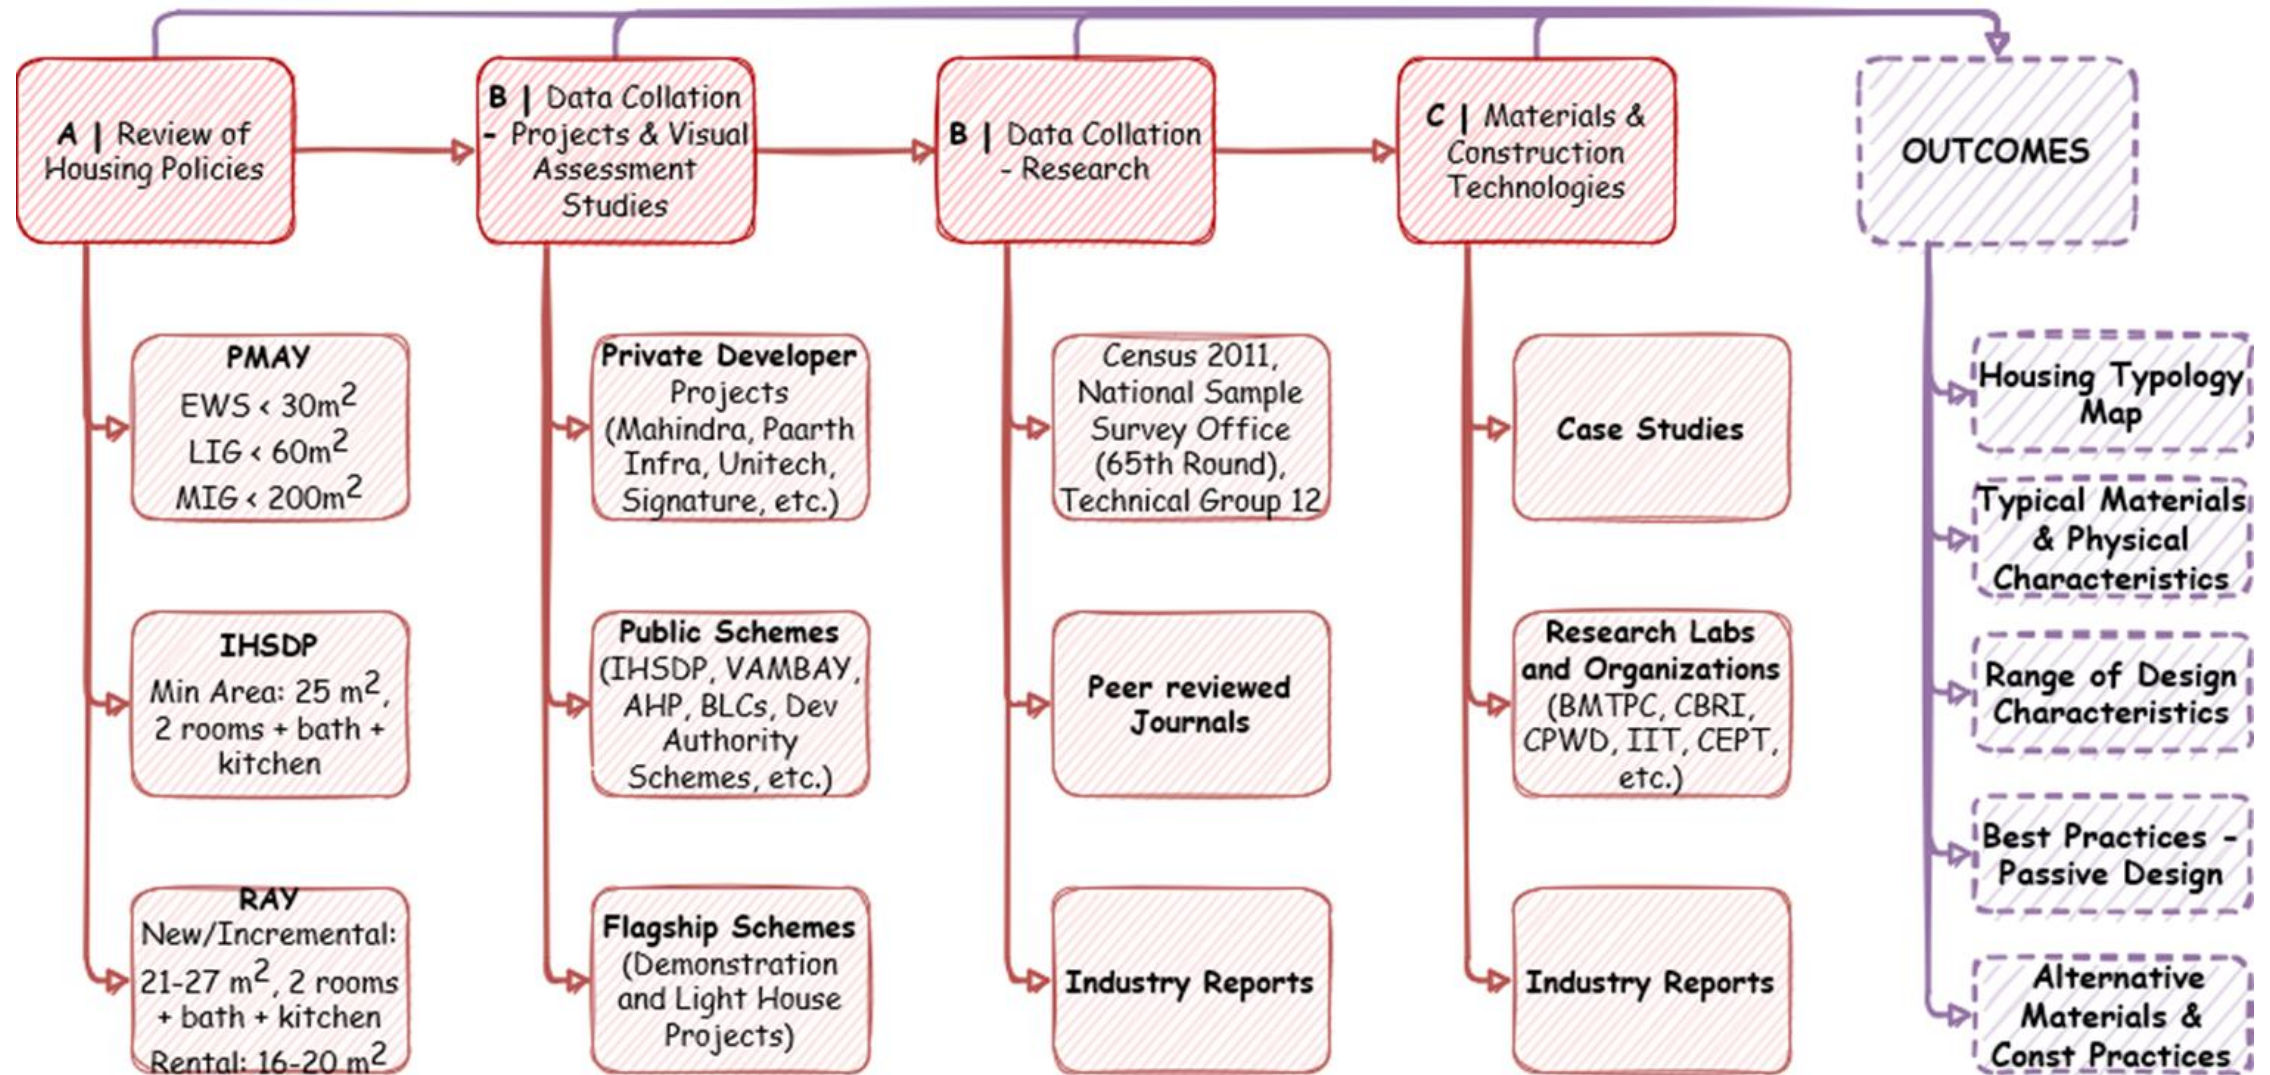 A | Review of
Housing Policies
B | Data Collation
- Projects & Visual
Assessment
Studies
B | Data Collation
- Research
C | Materials &
Construction
Technologies
OUTCOMES
PMAY
EWS < 30m²
LIG < 60m²
MIG < 200m²
IHSDP
Min Area: 25 m²,
2 rooms + bath +
kitchen
RAY
New/Incremental:
21-27 m², 2 rooms
+ bath + kitchen
Rental: 16-20 m²
Private Developer
Projects
(Mahindra, Paarth
Infra, Unitech,
Signature, etc.)
Public Schemes
(IHSDP, VAMBAY,
AHP, BLCs, Dev
Authority
Schemes, etc.)
Flagship Schemes
(Demonstration
and Light House
Projects)
Census 2011,
National Sample
Survey Office
(65th Round),
Technical Group 12
Peer reviewed
Journals
Industry Reports
Case Studies
Research Labs
and Organizations
(BMTPC, CBRI,
CPWD, IIT, CEPT,
etc.)
Industry Reports
Housing Typology
Map
Typical Materials
& Physical
Characteristics
Range of Design
Characteristics
Best Practices -
Passive Design
Alternative
Materials &
Const Practices